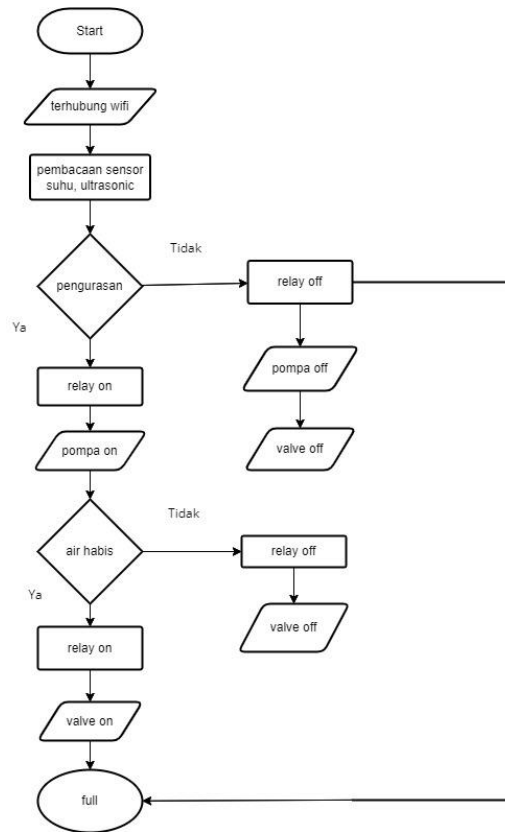 Start
terhubung wifi
pembacaan sensor
suhu, ultrasonic
Tidak
pengurasan
relay off
Ya
pompa off
relay on
valve off
pompa on
Tidak
air habis
relay off
Ya
valve off
relay on
valve on
full